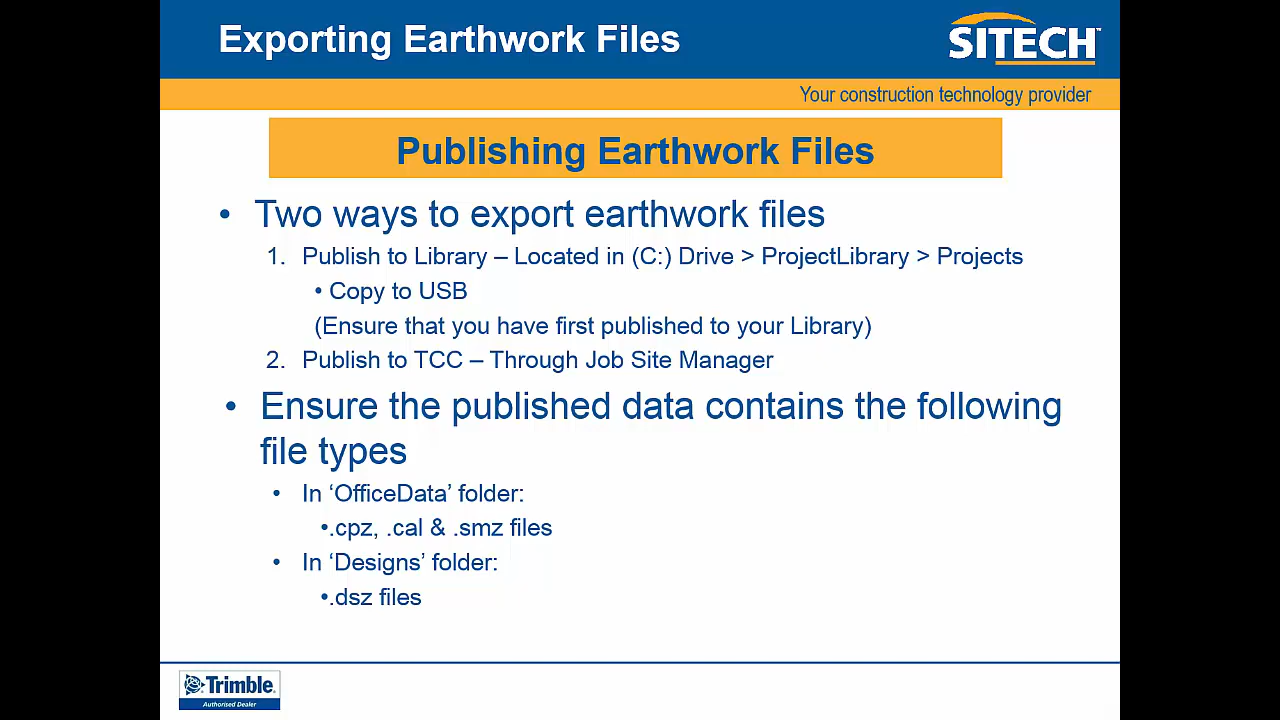 Exporting Earthwork Files
SITECH™
Your construction technology provider
Publishing Earthwork Files
• Two ways to export earthwork files
1. Publish to Library – Located in (C:) Drive > ProjectLibrary > Projects
• Copy to USB
(Ensure that you have first published to your Library)
2. Publish to TCC – Through Job Site Manager
• Ensure the published data contains the following
file types
• In ‘OfficeData’ folder:
•.cpz, .cal & .smz files
• In ‘Designs’ folder:
•.dsz files
Trimble.
Authorised Dealer